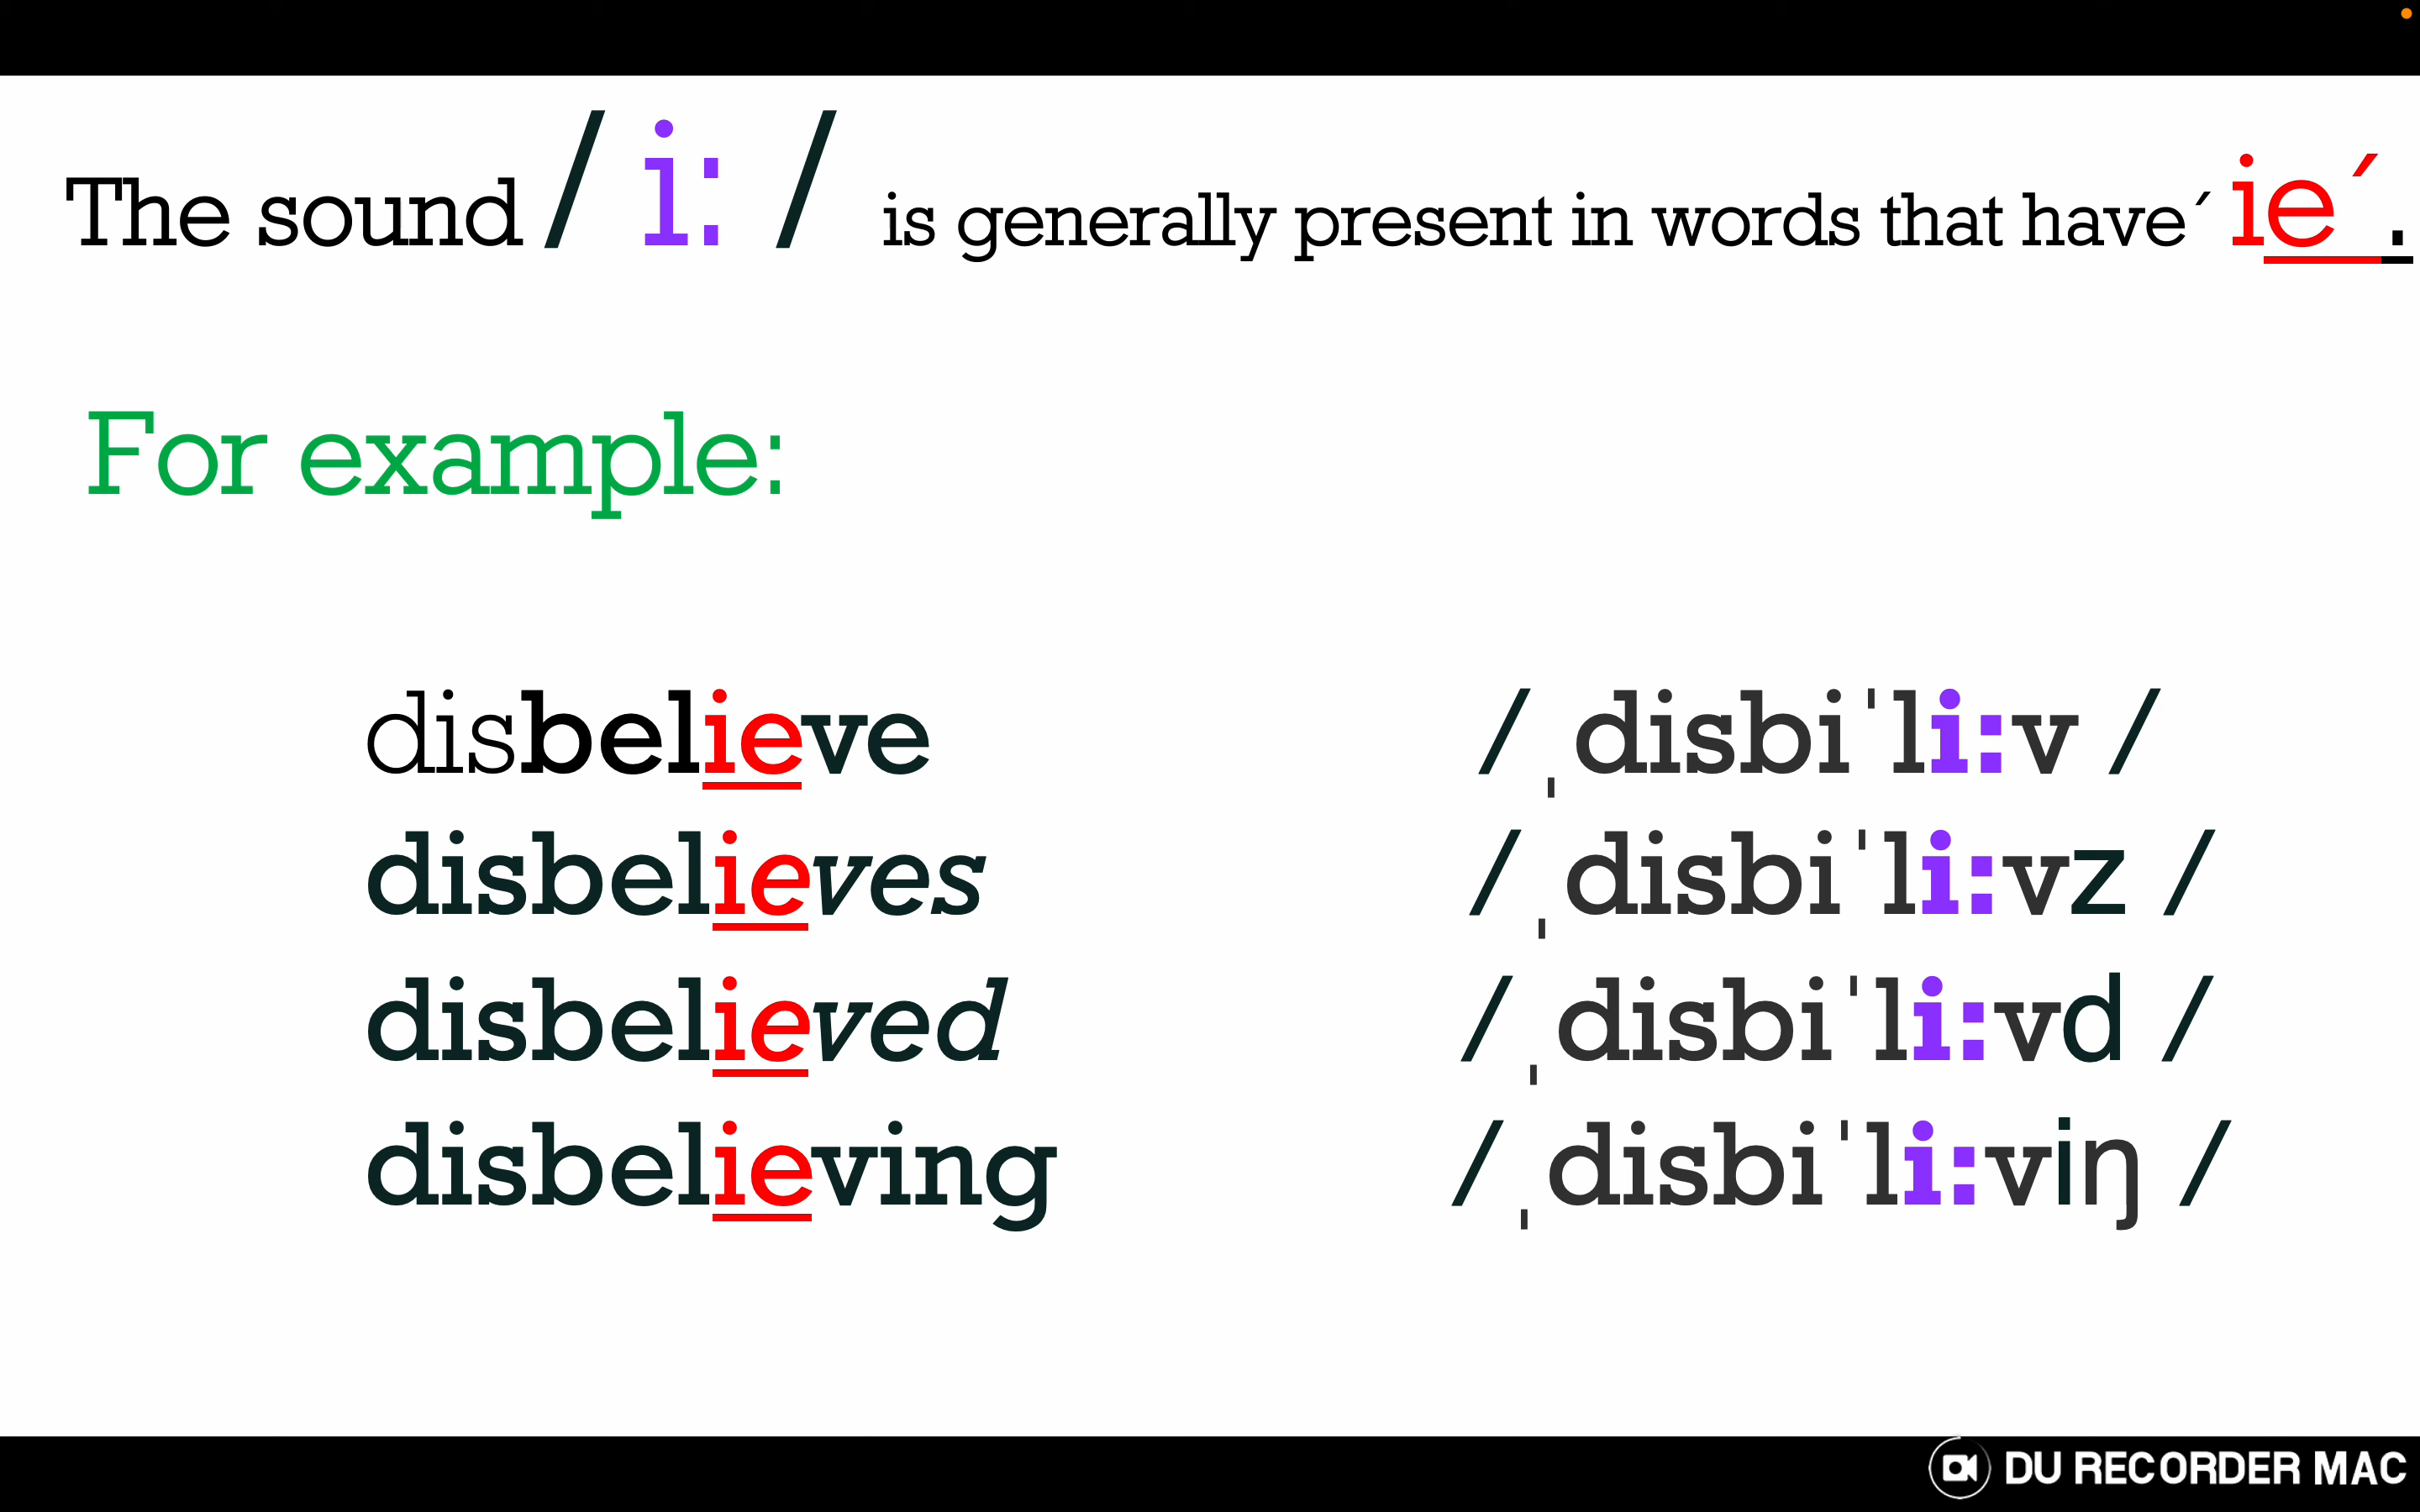 The sound / i: / is generally present in words that have ´ ie´.
For example:
disbelieve /ˌdisbiˈli:v /
disbelieves /ˌdisbiˈli:vz /
disbelieved /ˌdisbiˈli:vd /
disbelieving /ˌdisbiˈli:viŋ /
DU RECORDER MAC